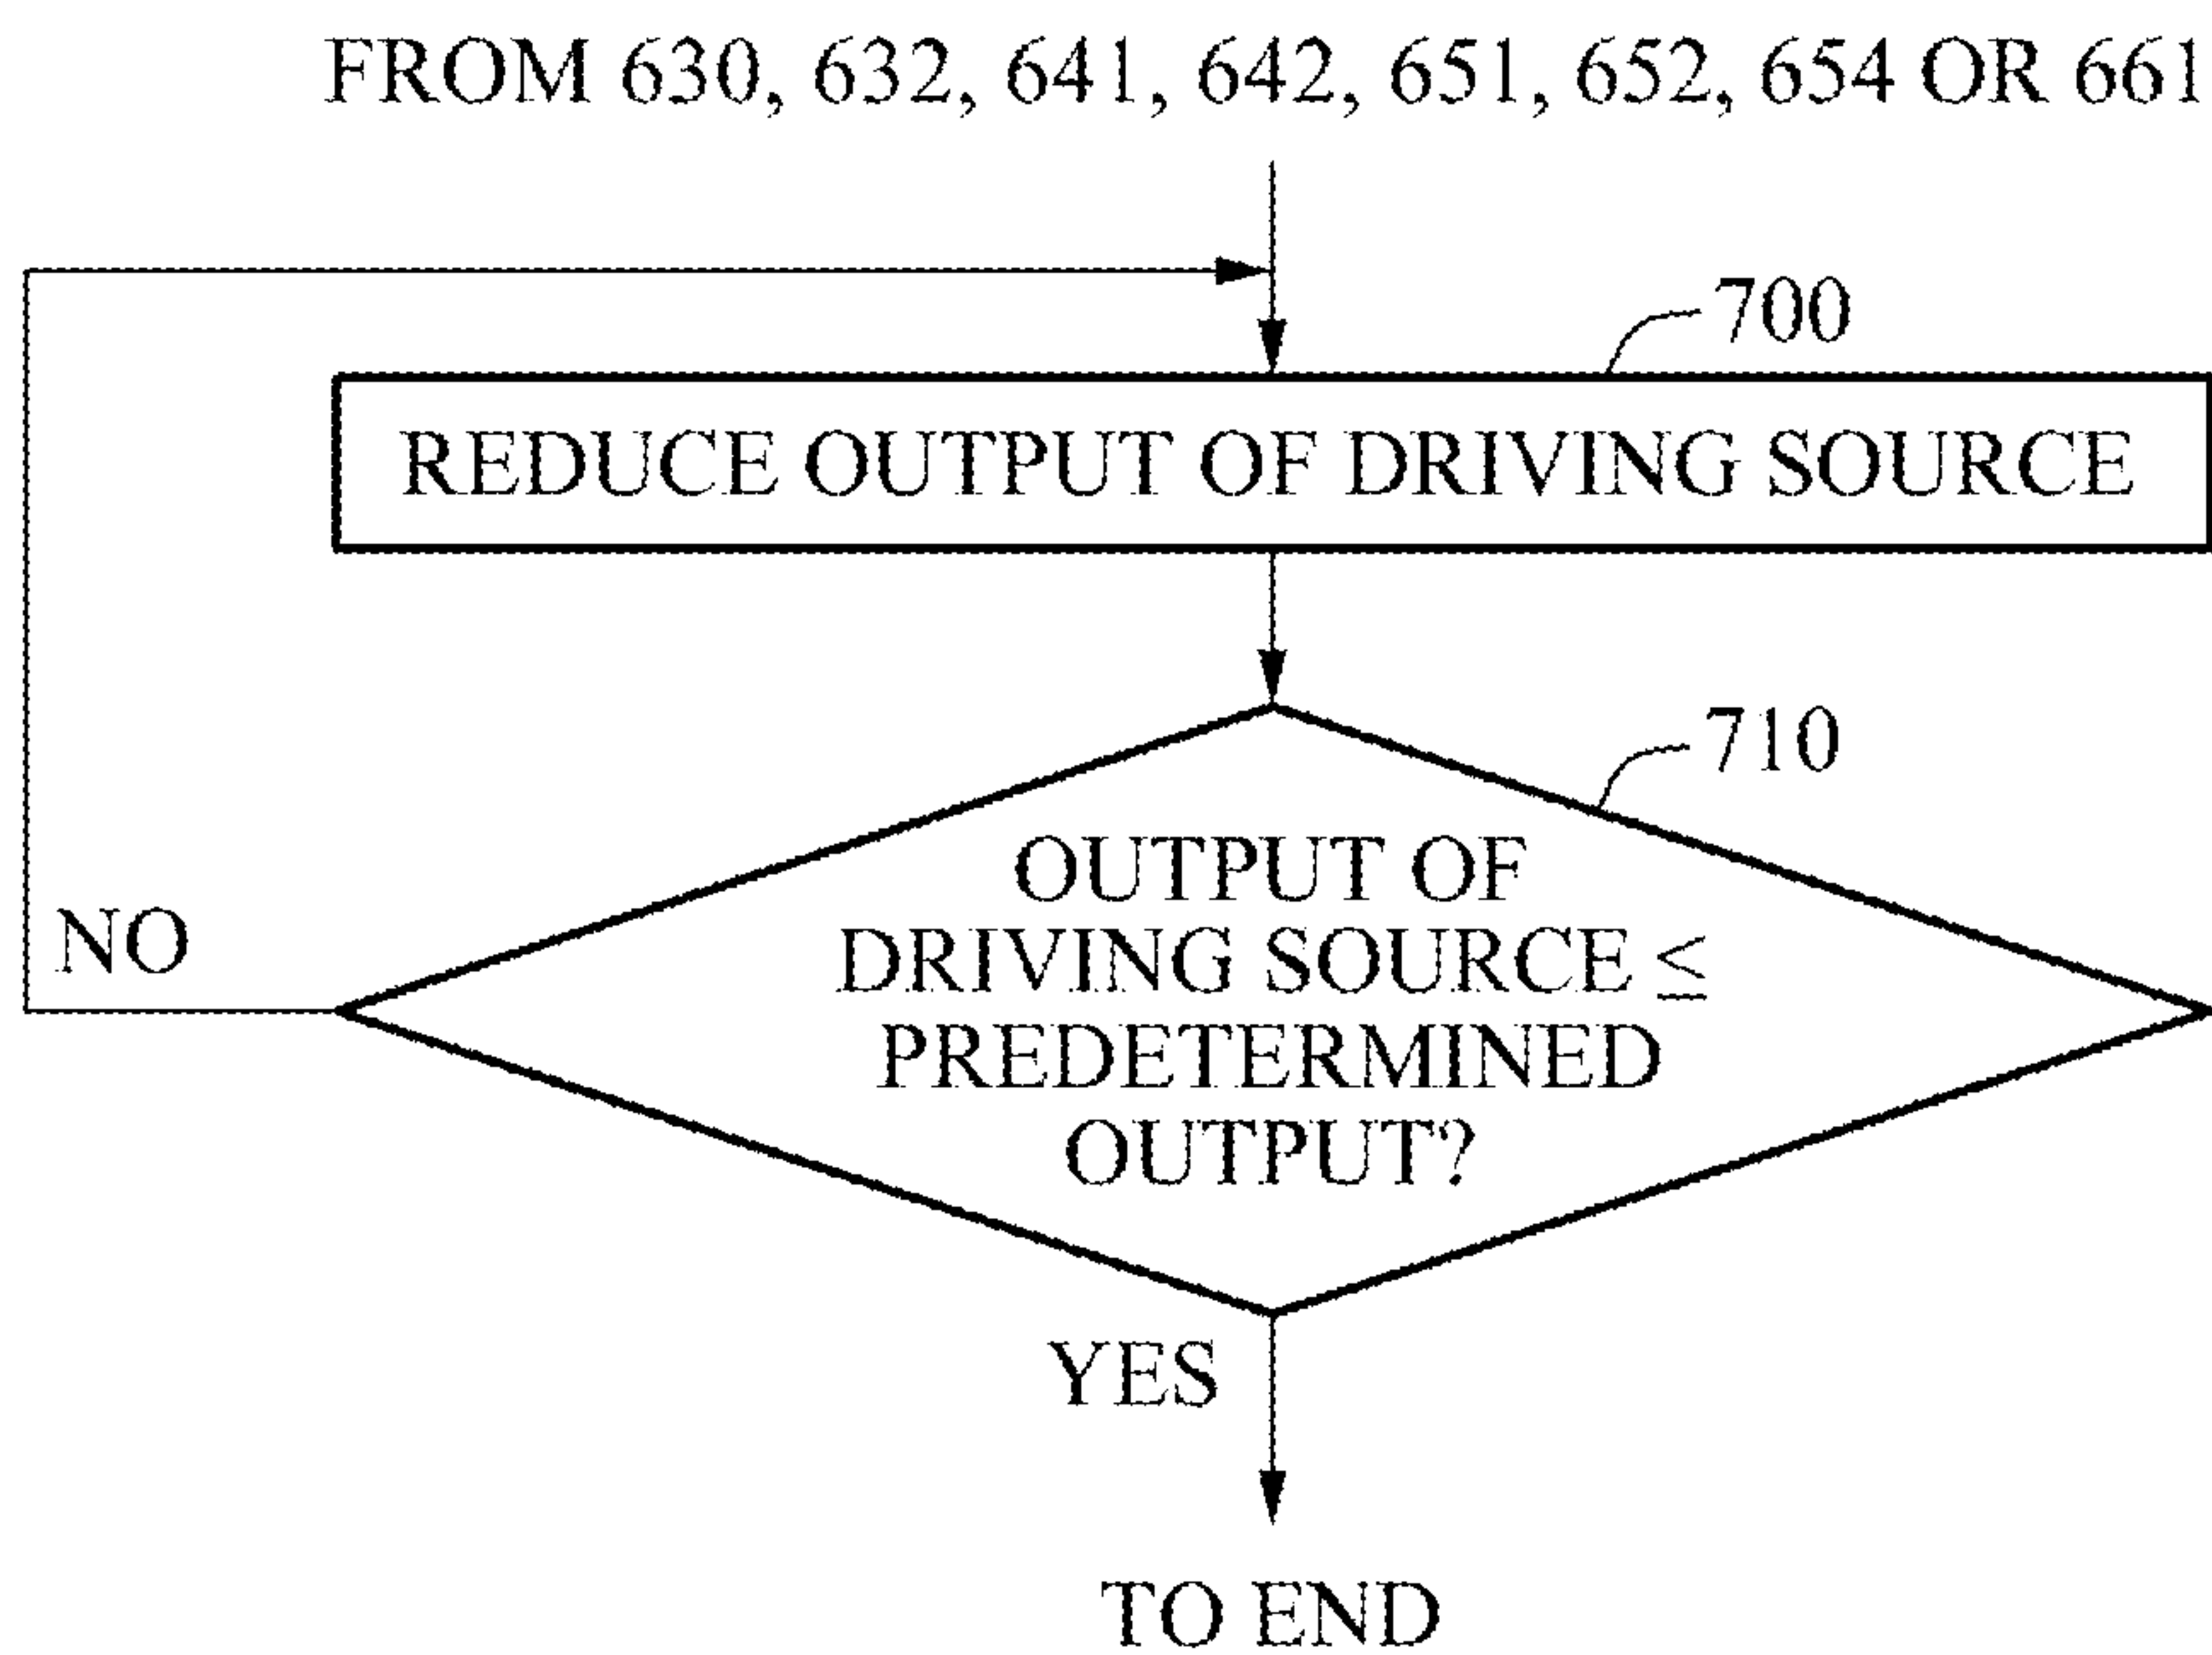 FROM 630, 632, 641, 642, 651, 652, 654 OR 661
700
REDUCE OUTPUT OF DRIVING SOURCE
710
OUTPUT OF
DRIVING SOURCE ≤
PREDETERMINED
OUTPUT?
NO
YES
TO END